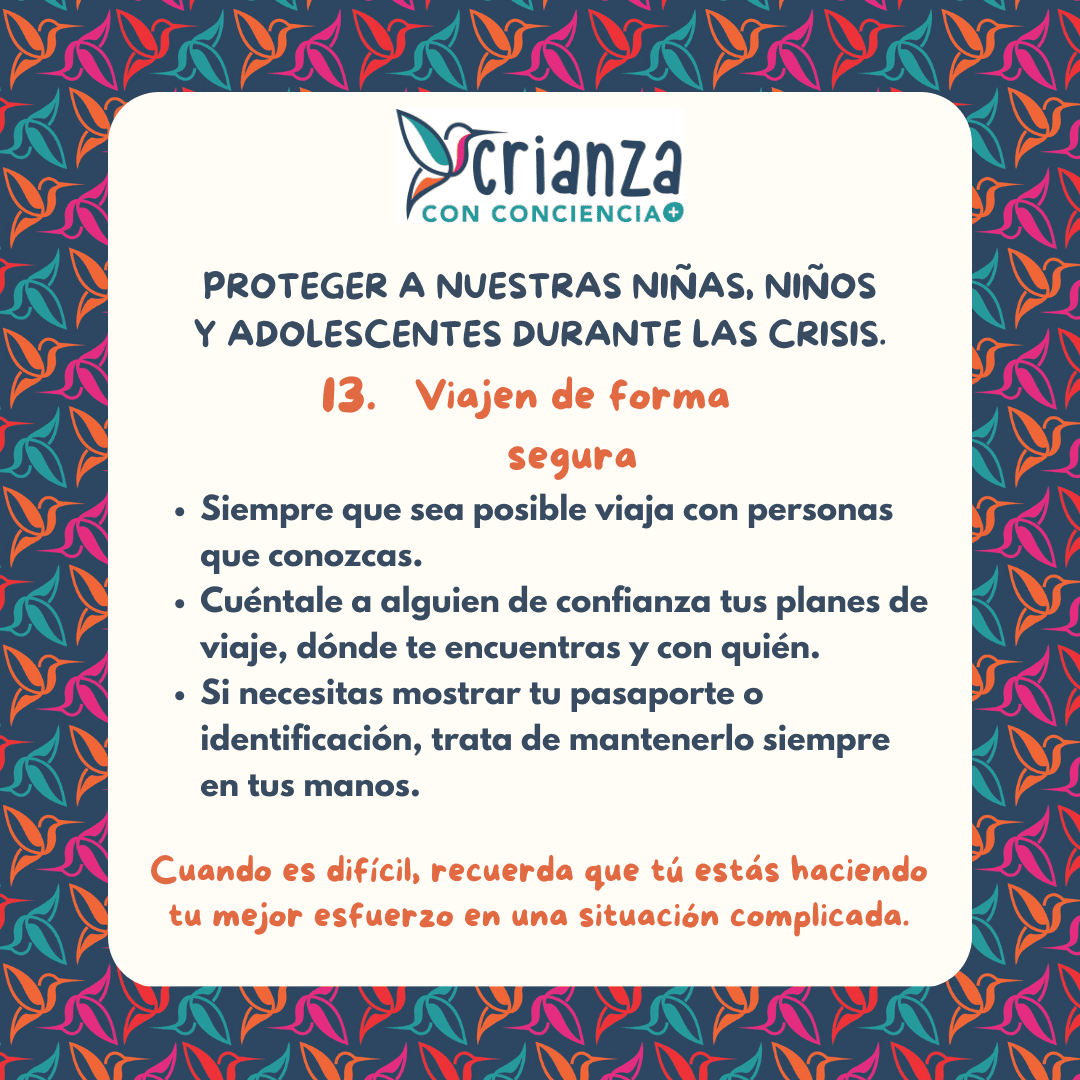 crianza
CON CONCIENCIA+
PROTEGER A NUESTRAS NIÑAS, NIÑOS
Y ADOLESCENTES DURANTE LAS CRISIS.
13. Viajen de forma
segura
• Siempre que sea posible viaja con personas
que conozcas.
• Cuéntale a alguien de confianza tus planes de
viaje, dónde te encuentras y con quién.
• Si necesitas mostrar tu pasaporte o
identificación, trata de mantenerlo siempre
en tus manos.
Cuando es difícil, recuerda que tú estás haciendo
tu mejor esfuerzo en una situación complicada.